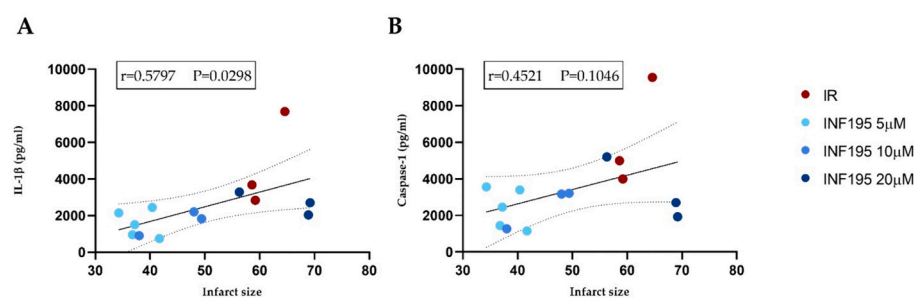 A
r=0.5797 P=0.0298
IL-1β (pg/ml)
10000
8000
6000
4000
2000
0
30 40 50 60 70 80
Infarct size
B
r=0.4521 P=0.1046
Caspase-1 (pg/ml)
10000
8000
6000
4000
2000
0
30 40 50 60 70 80
Infarct size
IR
INF195 5μM
INF195 10μM
INF195 20μM